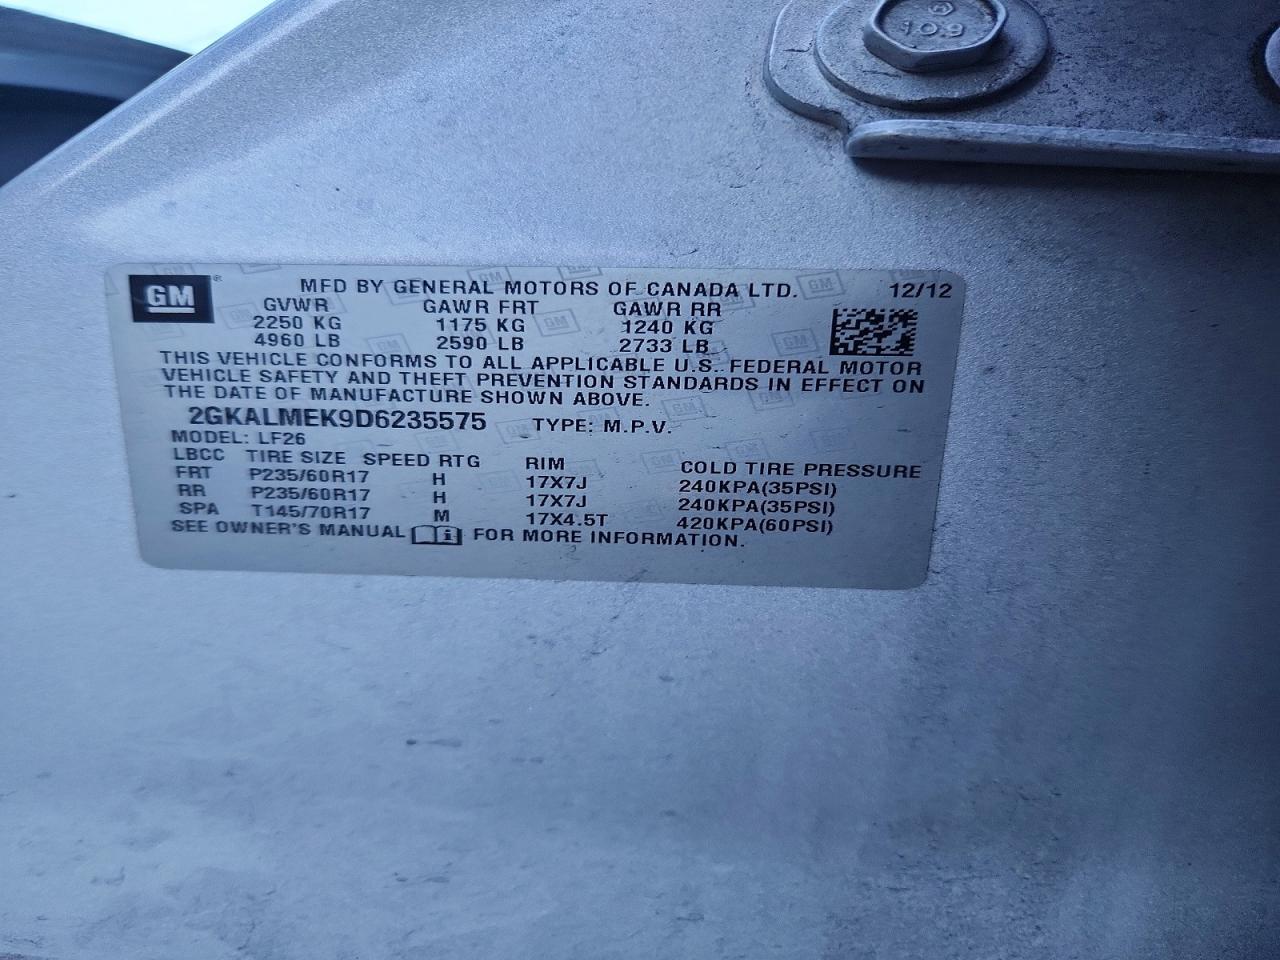 10.9
GM ®
MFD BY GENERAL MOTORS OF CANADA LTD. 12/12
GVWR GAWR FRT GAWR RR
2250 KG 1175 KG 1240 KG
4960 LB 2590 LB 2733 LB
THIS VEHICLE CONFORMS TO ALL APPLICABLE U.S. FEDERAL MOTOR
VEHICLE SAFETY AND THEFT PREVENTION STANDARDS IN EFFECT ON
THE DATE OF MANUFACTURE SHOWN ABOVE.
2GKALMEK9D6235575 TYPE: M.P.V.
MODEL: LF26
LBCC TIRE SIZE SPEED RTG RIM COLD TIRE PRESSURE
FRT P235/60R17 H 17X7J 240KPA(35PSI)
RR P235/60R17 H 17X7J 240KPA(35PSI)
SPA T145/70R17 M 17X4.5T 420KPA(60PSI)
SEE OWNER'S MANUAL FOR MORE INFORMATION.